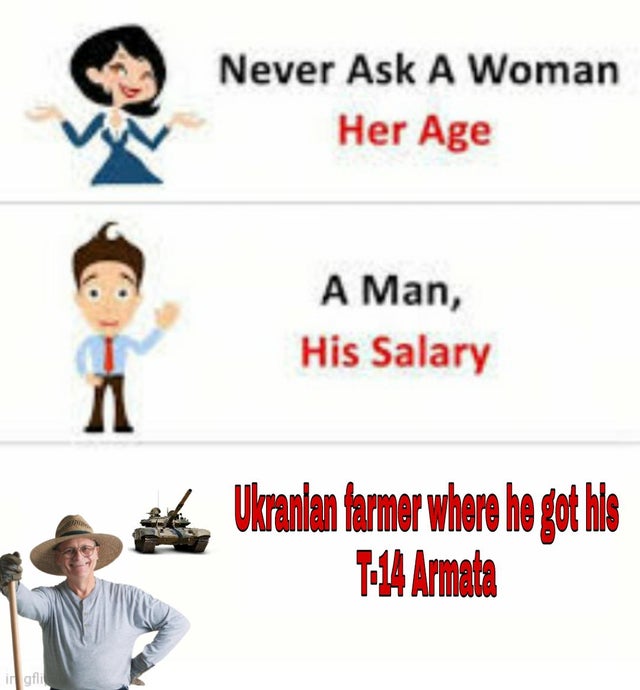 Never Ask A Woman
Her Age
A Man,
His Salary
Ukranian farmer where he got his
T-14 Armata